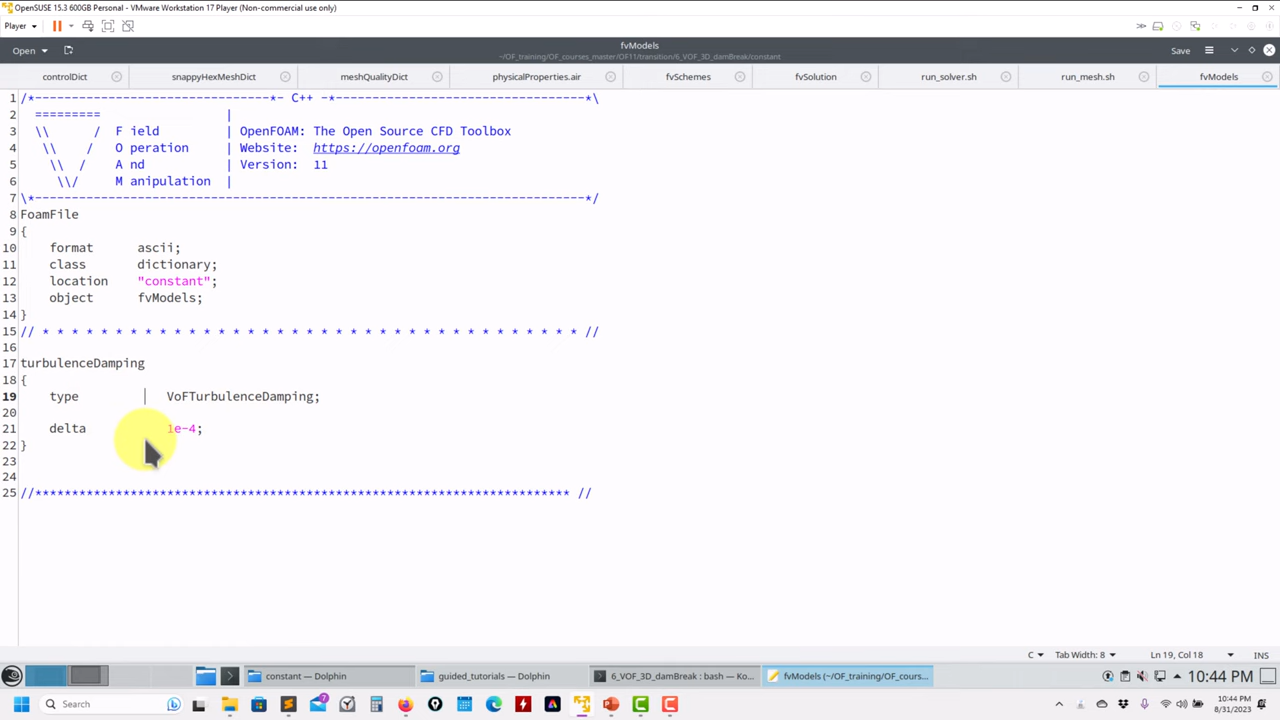 OpenSUSE 15.3 600GB Personal - VMware Workstation 17 Player (Non-commercial use only)
Player
Open
fvModels
~/OF_training/OF_courses_master/OF11/transition/6_VOF_3D_damBreak/constant
Save
controlDict snappyHexMeshDict meshQualityDict physicalProperties.air fvSchemes fvSolution run_solver.sh run_mesh.sh fvModels
1 /*--------------------------------*- C++ -*-----------------------------------*\
2 ========= |
3 \\ / F ield | OpenFOAM: The Open Source CFD Toolbox
4 \\ / O peration | Website: https://openfoam.org
5 \\ / A nd | Version: 11
6 \\/ M anipulation |
7 \*---------------------------------------------------------------------------*/
8 FoamFile
9 {
10 format ascii;
11 class dictionary;
12 location "constant";
13 object fvModels;
14 }
15 // * * * * * * * * * * * * * * * * * * * * * * * * * * * * * * * * * * * * * //
16
17 turbulenceDamping
18 {
19 type VoFTurbulenceDamping;
20
21 delta 1e-4;
22 }
23
24
25 //************************************************************************* //
C Tab Width: 8 Ln 19, Col 18 INS
constant — Dolphin guided_tutorials — Dolphin 6_VOF_3D_damBreak : bash — Ko... fvModels (~/OF_training/OF_cours... 10:44 PM
Search 7 10:44 PM
8/31/2023